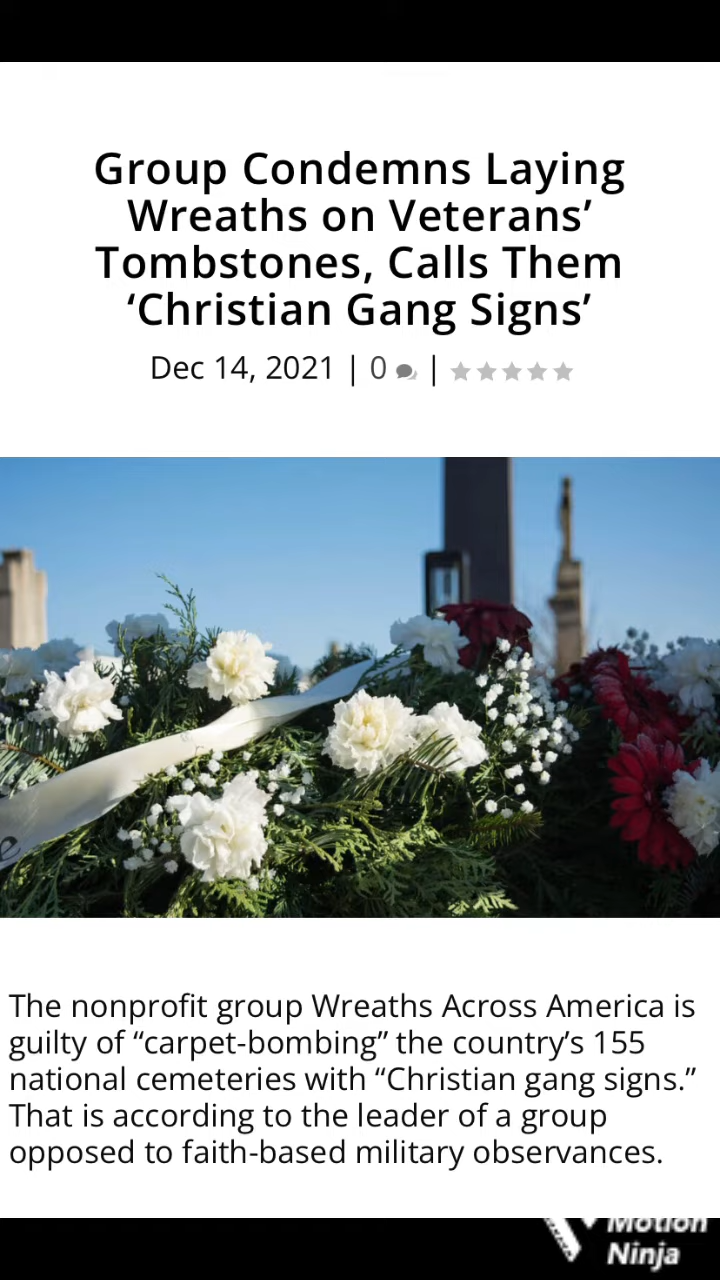 Group Condemns Laying
Wreaths on Veterans’
Tombstones, Calls Them
‘Christian Gang Signs’
Dec 14, 2021 | 0 |
The nonprofit group Wreaths Across America is
guilty of “carpet-bombing” the country’s 155
national cemeteries with “Christian gang signs.”
That is according to the leader of a group
opposed to faith-based military observances.
Motion
Ninja